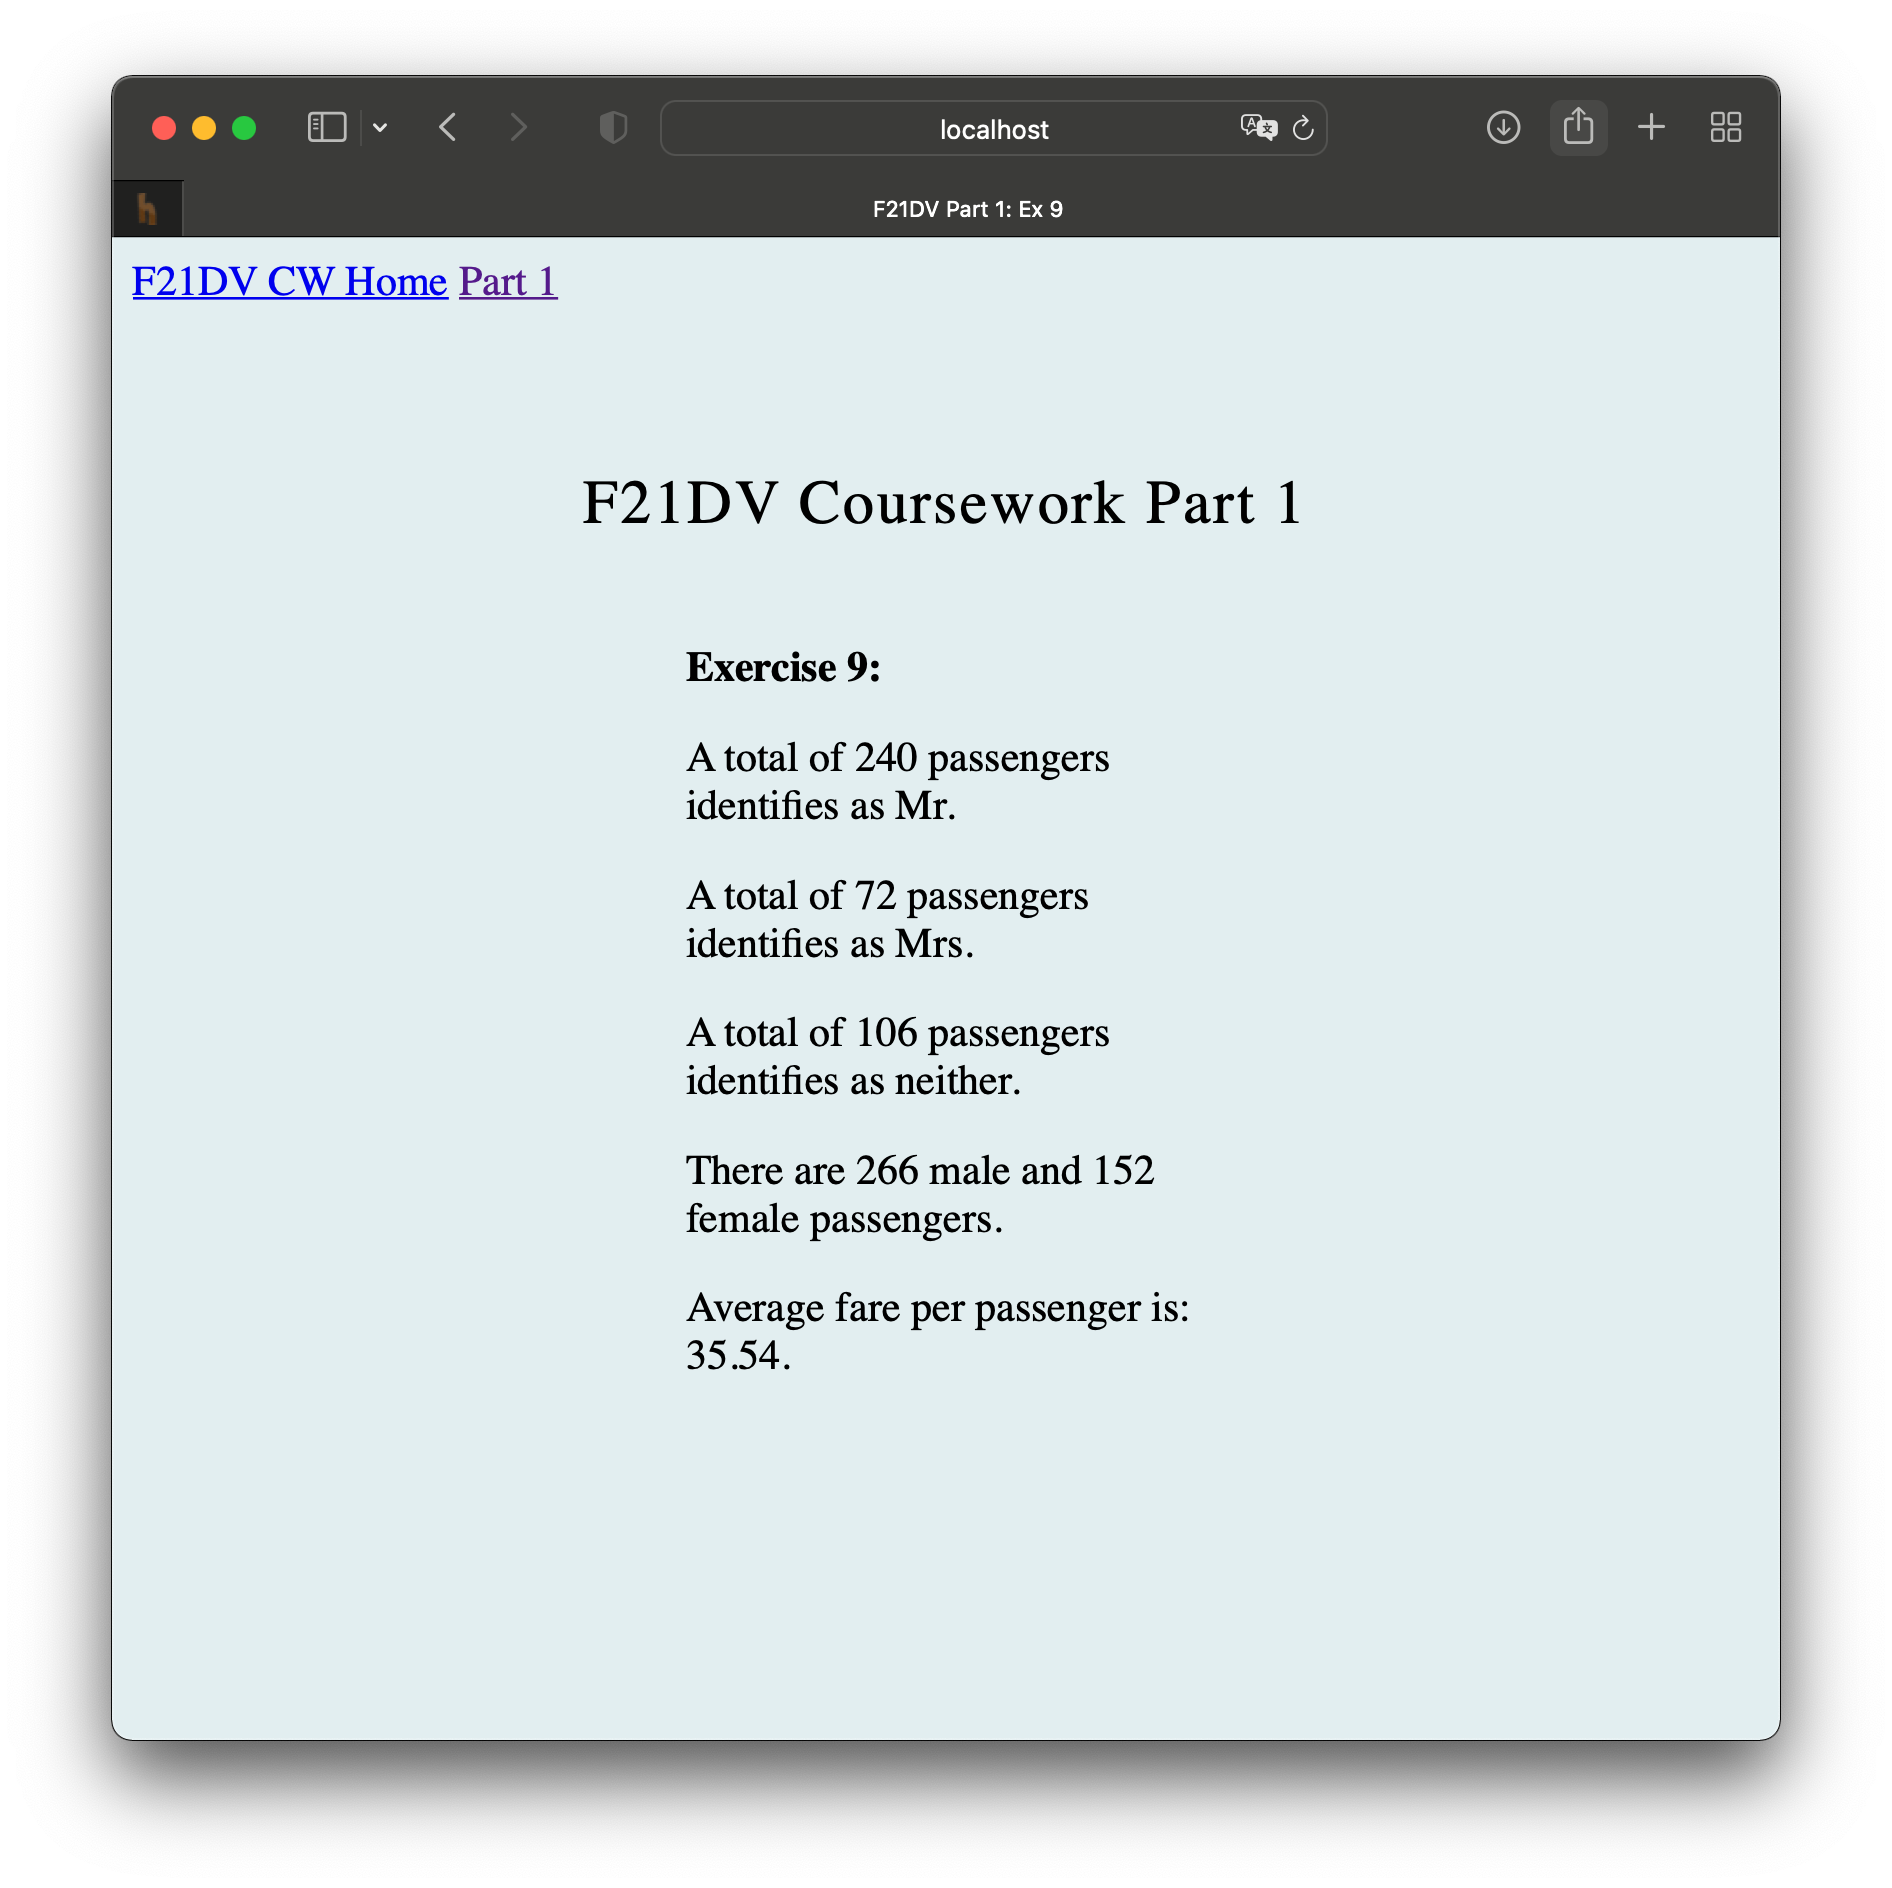 localhost
F21DV Part 1: Ex 9
F21DV CW Home Part 1
F21DV Coursework Part 1
Exercise 9:
A total of 240 passengers
identifies as Mr.
A total of 72 passengers
identifies as Mrs.
A total of 106 passengers
identifies as neither.
There are 266 male and 152
female passengers.
Average fare per passenger is:
35.54.